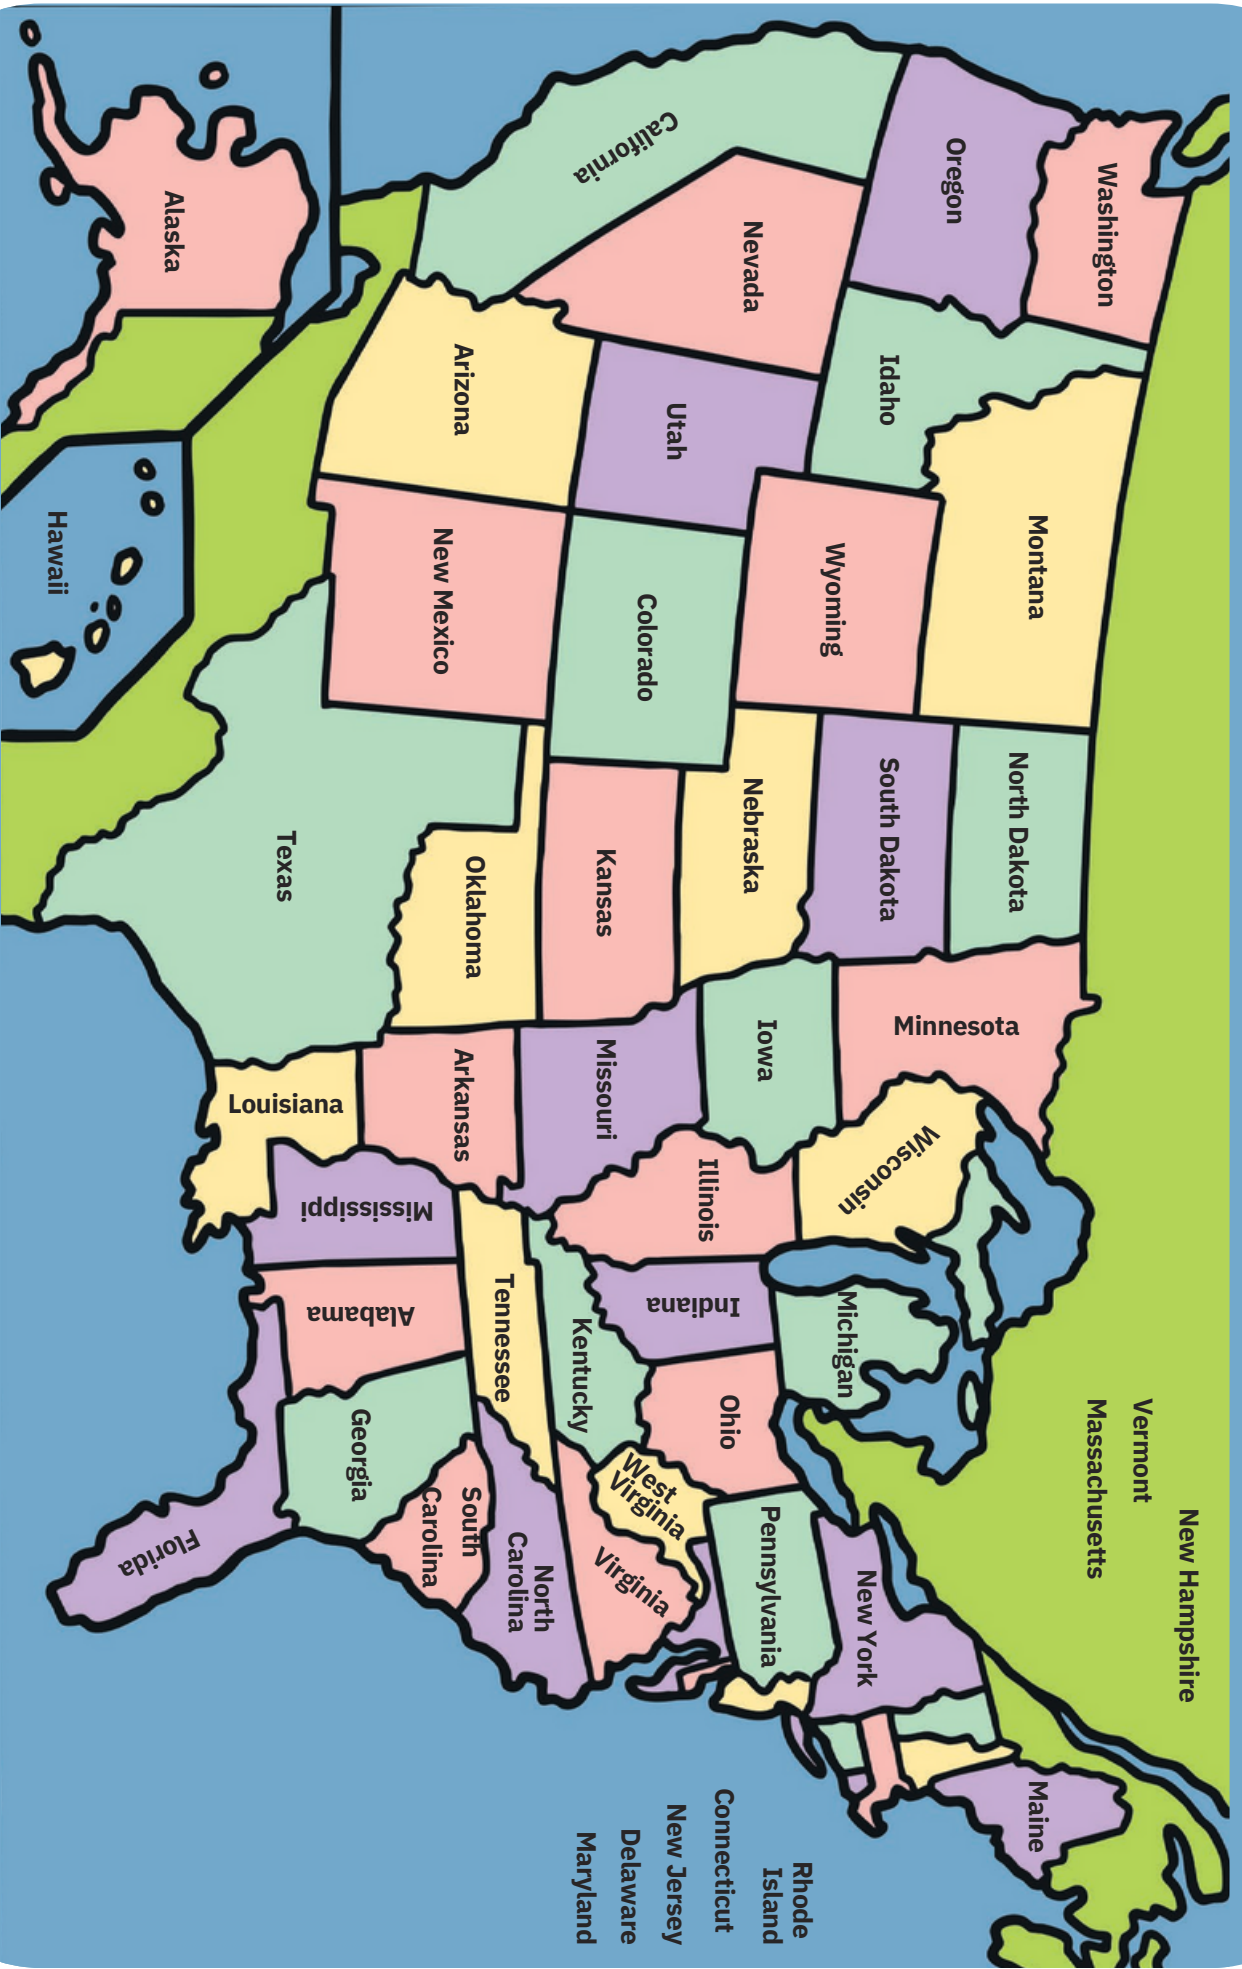 Washington
Oregon
California
Nevada
Idaho
Montana
Wyoming
Utah
Arizona
Colorado
New Mexico
North Dakota
South Dakota
Nebraska
Kansas
Oklahoma
Texas
Minnesota
Iowa
Missouri
Arkansas
Louisiana
Wisconsin
Illinois
Mississippi
Michigan
Indiana
Ohio
Kentucky
Tennessee
Alabama
Georgia
Florida
South
Carolina
North
Carolina
Virginia
West
Virginia
Pennsylvania
New York
Maine
Vermont
New Hampshire
Massachusetts
Rhode
Island
Connecticut
New Jersey
Delaware
Maryland
Alaska
Hawaii